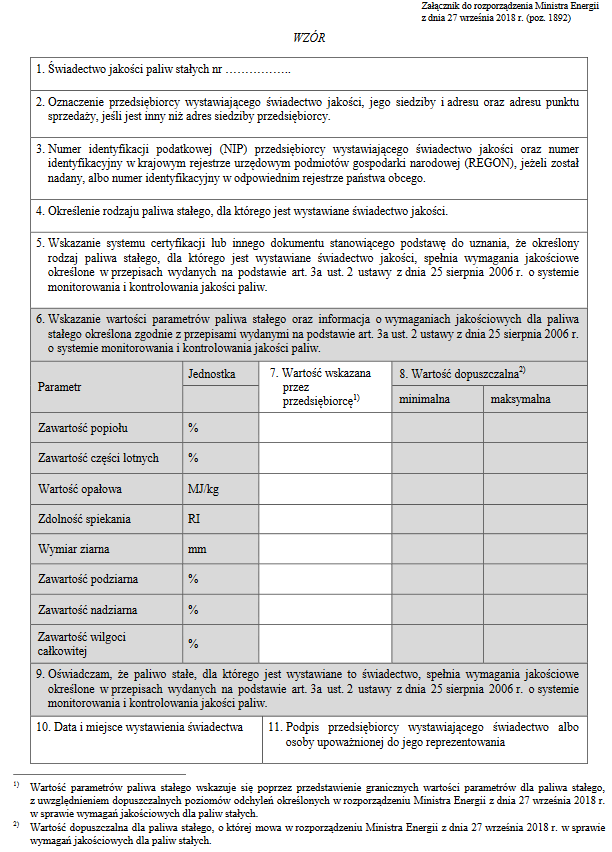 Załącznik do rozporządzenia Ministra Energii
z dnia 27 września 2018 r. (poz. 1892)
WZÓR
1. Świadectwo jakości paliw stałych nr ……………..
2. Oznaczenie przedsiębiorcy wystawiającego świadectwo jakości, jego siedziby i adresu oraz adresu punktu
sprzedaży, jeśli jest inny niż adres siedziby przedsiębiorcy.
3. Numer identyfikacji podatkowej (NIP) przedsiębiorcy wystawiającego świadectwo jakości oraz numer
identyfikacyjny w krajowym rejestrze urzędowym podmiotów gospodarki narodowej (REGON), jeżeli został
nadany, albo numer identyfikacyjny w odpowiednim rejestrze państwa obcego.
4. Określenie rodzaju paliwa stałego, dla którego jest wystawiane świadectwo jakości.
5. Wskazanie systemu certyfikacji lub innego dokumentu stanowiącego podstawę do uznania, że określony
rodzaj paliwa stałego, dla którego jest wystawiane świadectwo jakości, spełnia wymagania jakościowe
określone w przepisach wydanych na podstawie art. 3a ust. 2 ustawy z dnia 25 sierpnia 2006 r. o systemie
monitorowania i kontrolowania jakości paliw.
6. Wskazanie wartości parametrów paliwa stałego oraz informacja o wymaganiach jakościowych dla paliwa
stałego określona zgodnie z przepisami wydanymi na podstawie art. 3a ust. 2 ustawy z dnia 25 sierpnia 2006 r.
o systemie monitorowania i kontrolowania jakości paliw.
Parametr
Jednostka
7. Wartość wskazana
przez
przedsiębiorcę1)
8. Wartość dopuszczalna2)
minimalna maksymalna
Zawartość popiołu %
Zawartość części lotnych %
Wartość opałowa MJ/kg
Zdolność spiekania RI
Wymiar ziarna mm
Zawartość podziarna %
Zawartość nadziarna %
Zawartość wilgoci
całkowitej %
9. Oświadczam, że paliwo stałe, dla którego jest wystawiane to świadectwo, spełnia wymagania jakościowe
określone w przepisach wydanych na podstawie art. 3a ust. 2 ustawy z dnia 25 sierpnia 2006 r. o systemie
monitorowania i kontrolowania jakości paliw.
10. Data i miejsce wystawienia świadectwa
11. Podpis przedsiębiorcy wystawiającego świadectwo albo
osoby upoważnionej do jego reprezentowania
1) Wartość parametrów paliwa stałego wskazuje się poprzez przedstawienie granicznych wartości parametrów dla paliwa stałego,
z uwzględnieniem dopuszczalnych poziomów odchyleń określonych w rozporządzeniu Ministra Energii z dnia 27 września 2018 r.
w sprawie wymagań jakościowych dla paliw stałych.
2) Wartość dopuszczalna dla paliwa stałego, o której mowa w rozporządzeniu Ministra Energii z dnia 27 września 2018 r. w sprawie
wymagań jakościowych dla paliw stałych.